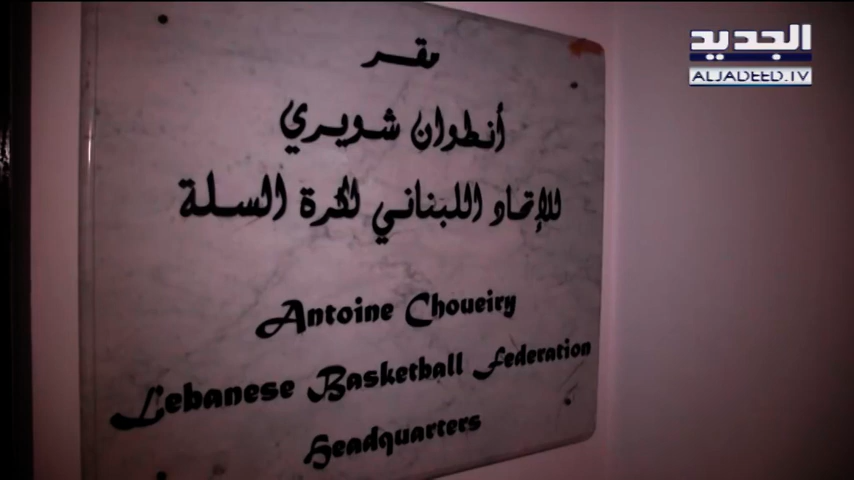 الجديد
ALJADEED.TV
مقر
أنطوان شويري
للإتحاد اللبناني لكرة السلة
Antoine Choueiry
Lebanese Basketball Federation
Headquarters